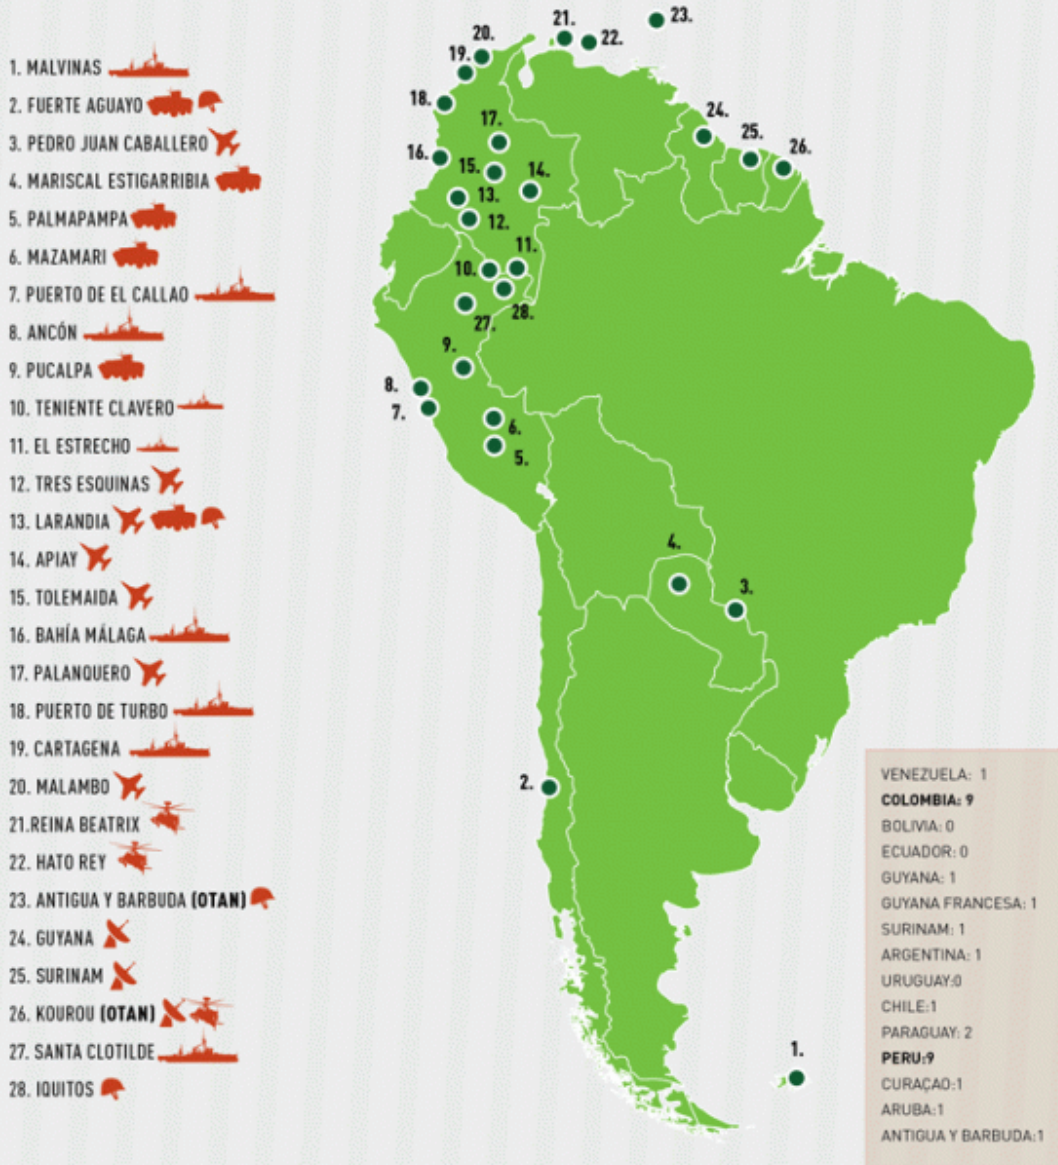 1. MALVINAS
2. FUERTE AGUAYO
3. PEDRO JUAN CABALLERO
4. MARISCAL ESTIGARRIBIA
5. PALMAPAMPA
6. MAZAMARI
7. PUERTO DE EL CALLAO
8. ANCÓN
9. PUCALPA
10. TENIENTE CLAVERO
11. EL ESTRECHO
12. TRES ESQUINAS
13. LARANDIA
14. APIAY
15. TOLEMAIDA
16. BAHÍA MÁLAGA
17. PALANQUERO
18. PUERTO DE TURBO
19. CARTAGENA
20. MALAMBO
21.REINA BEATRIX
22. HATO REY
23. ANTIGUA Y BARBUDA (OTAN)
24. GUYANA
25. SURINAM
26. KOUROU (OTAN)
27. SANTA CLOTILDE
28. IQUITOS
23.
21.
22.
20.
19.
18.
17.
24.
25.
26.
16.
15.
14.
13.
12.
11.
10.
28.
27.
9.
8.
7.
6.
5.
4.
3.
2.
1.
VENEZUELA: 1
COLOMBIA: 9
BOLIVIA: 0
ECUADOR: 0
GUYANA: 1
GUYANA FRANCESA: 1
SURINAM: 1
ARGENTINA: 1
URUGUAY:0
CHILE:1
PARAGUAY: 2
PERU:9
CURAÇAO:1
ARUBA:1
ANTIGUA Y BARBUDA:1